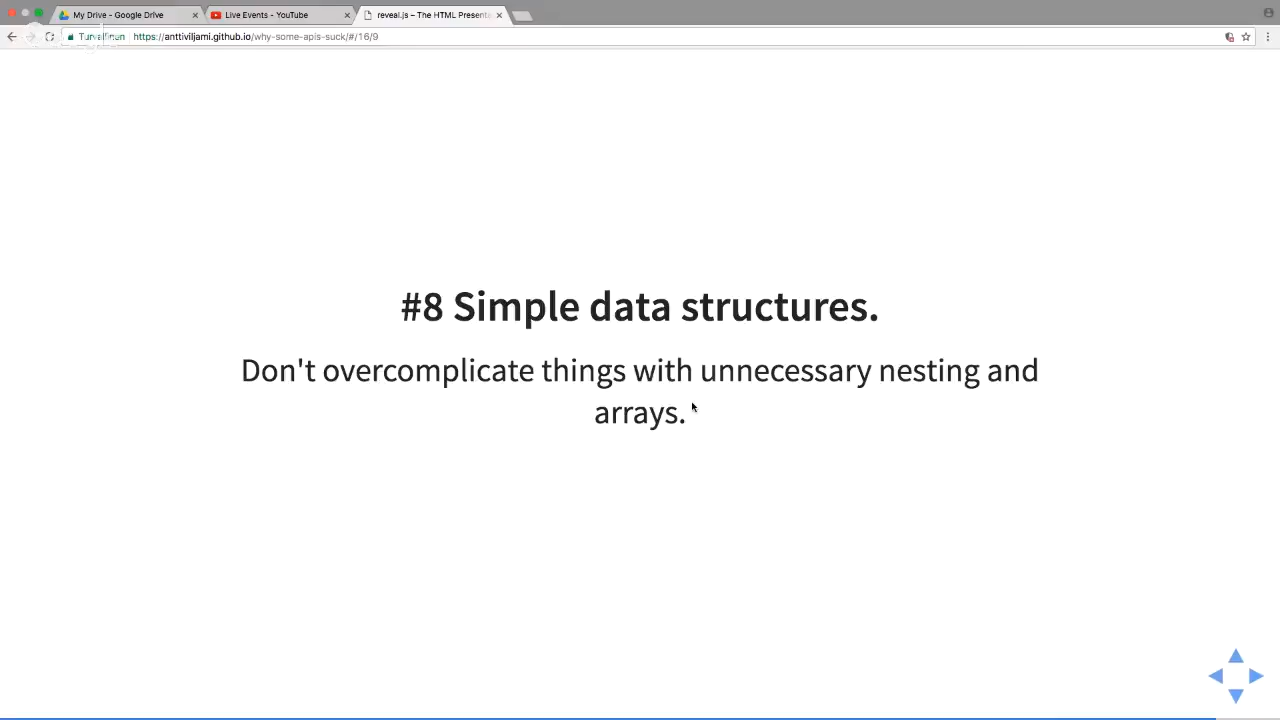 My Drive - Google Drive
Live Events - YouTube
reveal.js – The HTML Presenta
Turvallinen
https://anttiviljami.github.io/why-some-apis-suck/#/16/9
#8 Simple data structures.
Don't overcomplicate things with unnecessary nesting and
arrays.